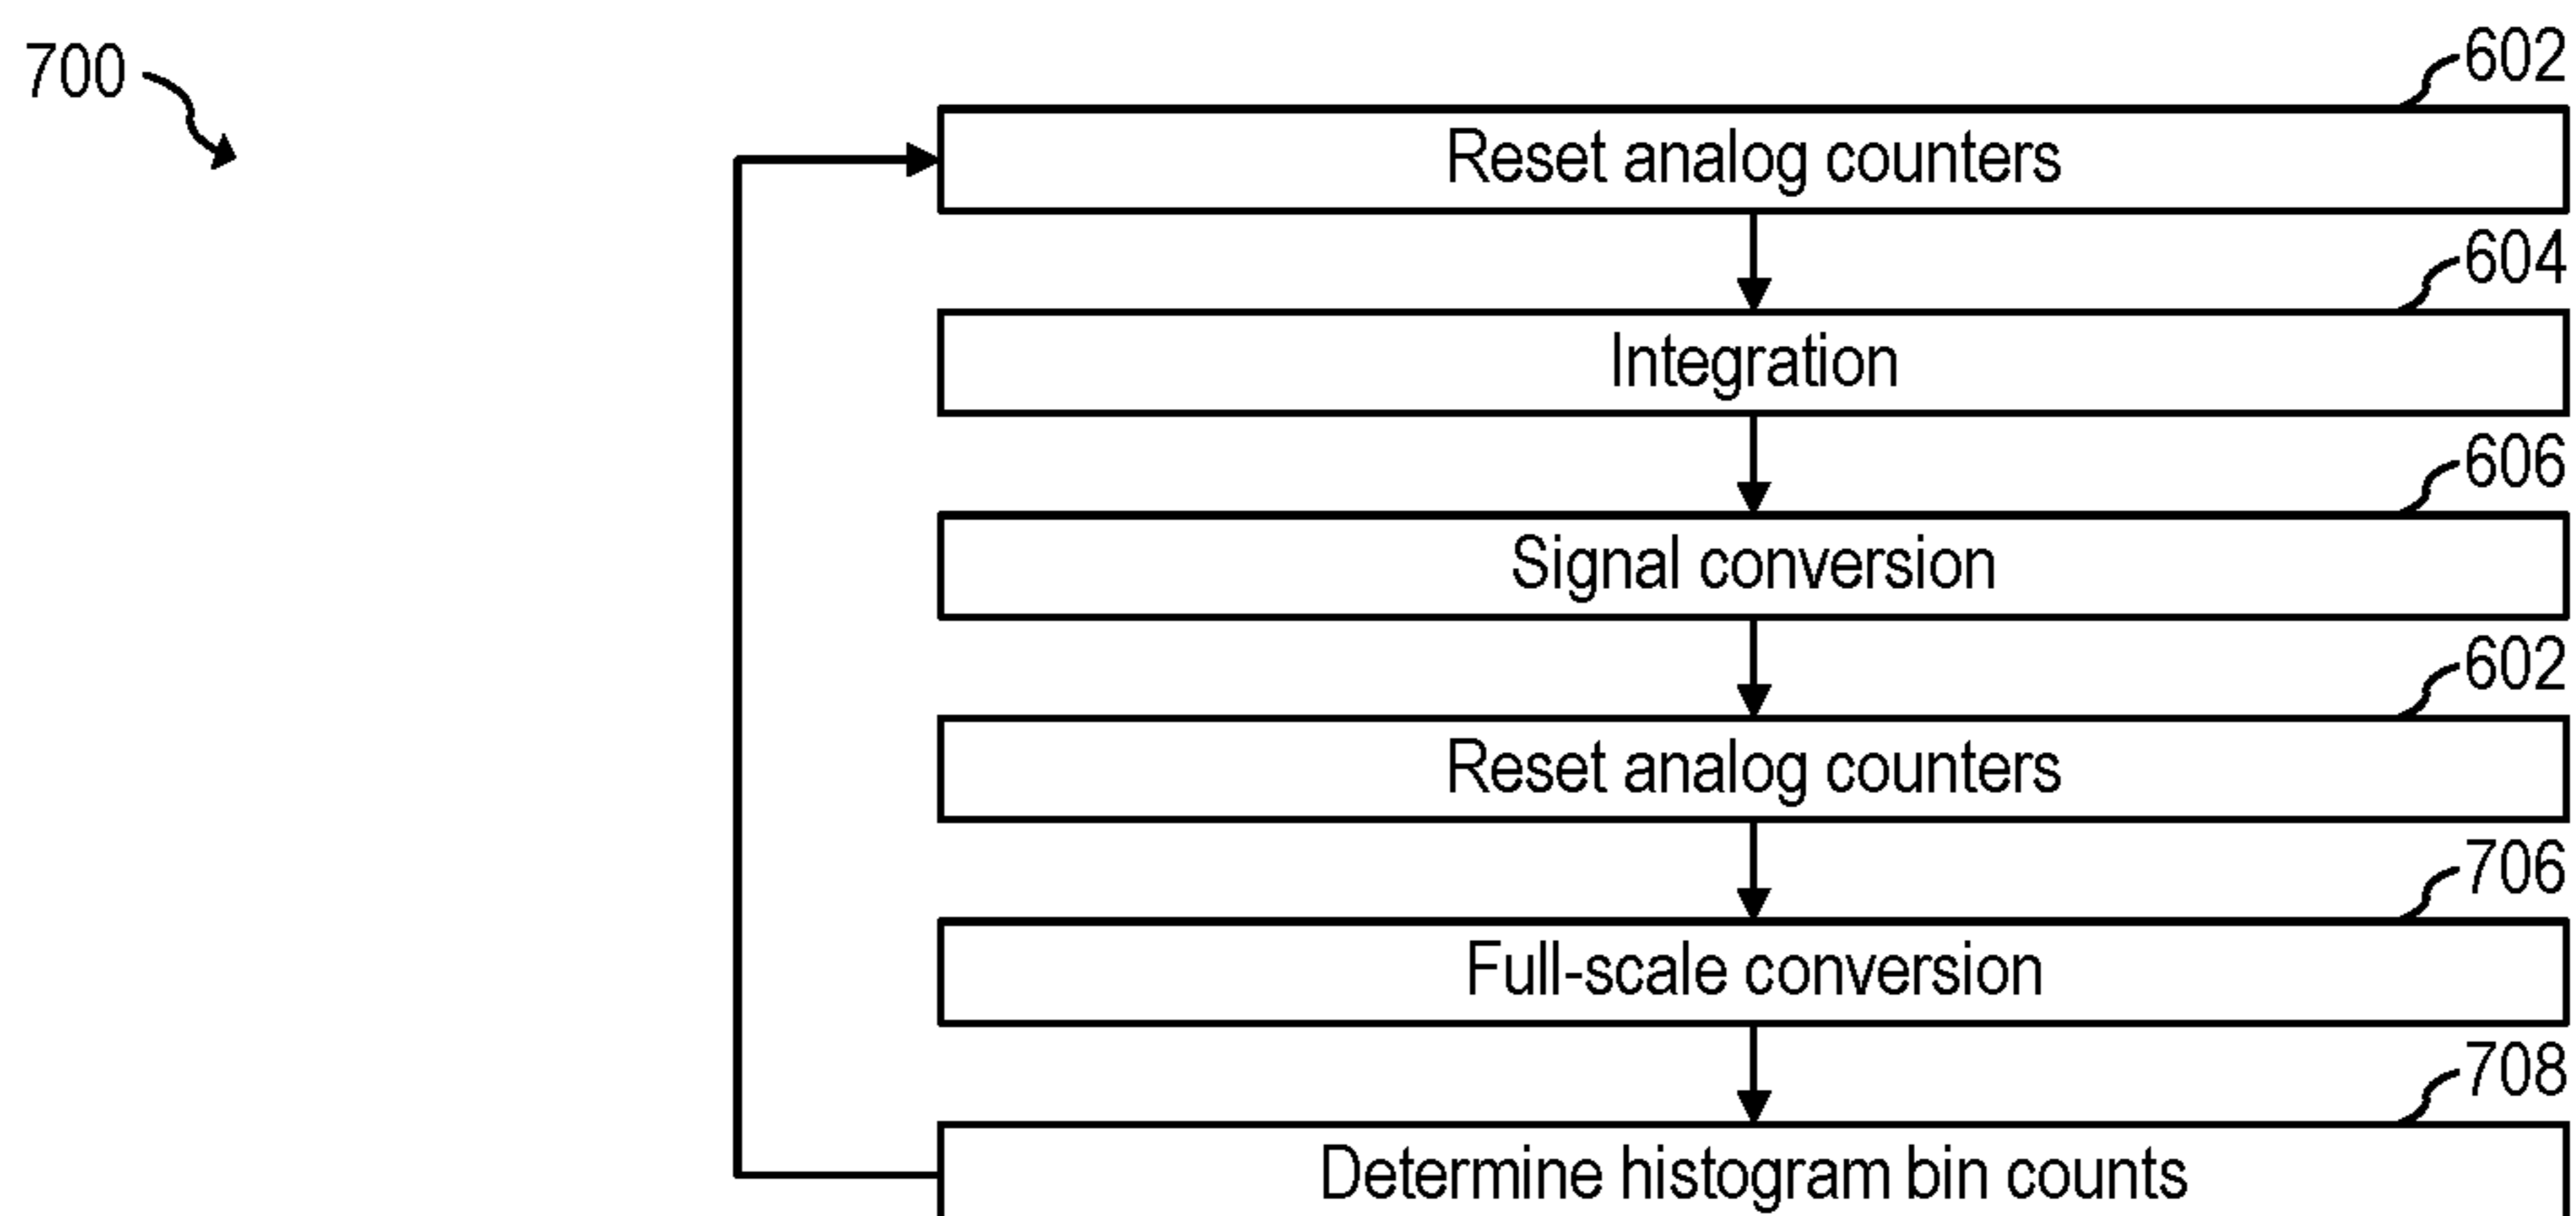 700
602
Reset analog counters
604
Integration
606
Signal conversion
602
Reset analog counters
706
Full-scale conversion
708
Determine histogram bin counts